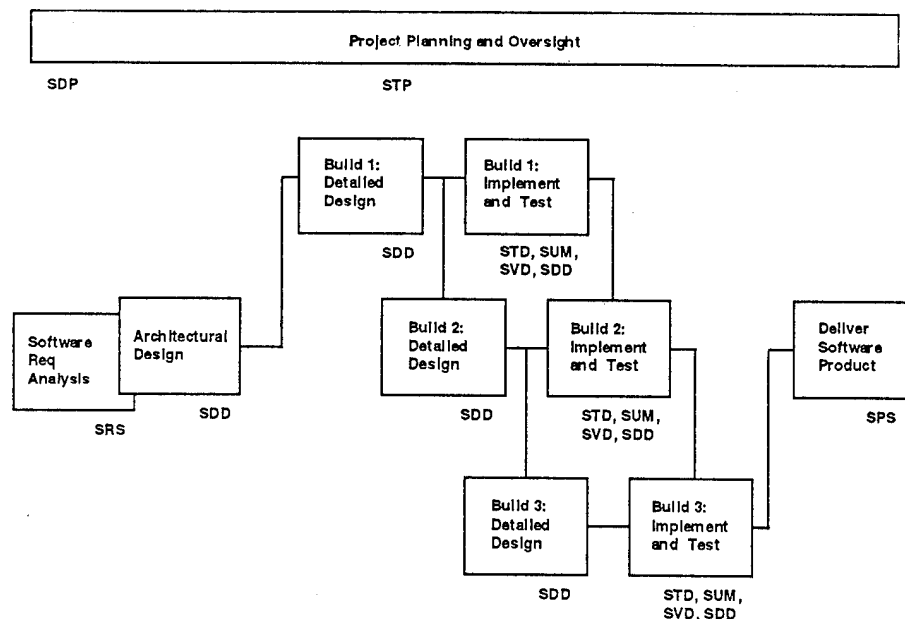 Project Planning and Oversight
SDP
STP
Build 1:
Detailed
Design
SDD
Build 1:
Implement
and Test
STD, SUM,
SVD, SDD
Software
Req
Analysis
SRS
Architectural
Design
SDD
Build 2:
Detailed
Design
SDD
Build 2:
Implement
and Test
STD, SUM,
SVD, SDD
Deliver
Software
Product
SPS
Build 3:
Detailed
Design
SDD
Build 3:
Implement
and Test
STD, SUM,
SVD, SDD